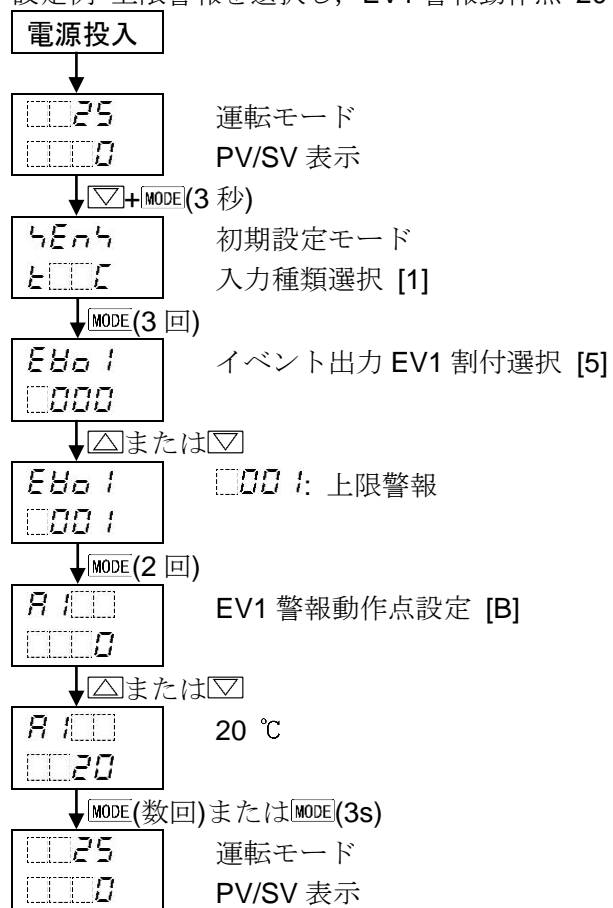 設定例 上限警報を選択し, EV1 警報動作点 20
電源投入
□□25 運転モード
□□□0 PV/SV 表示
▽+MODE(3 秒)
SEnS 初期設定モード
t□□C 入力種類選択 [1]
MODE(3 回)
EVo1 イベント出力 EV1 割付選択 [5]
□000
△または▽
EVo1 □001: 上限警報
□001
MODE(2 回)
A1□□ EV1 警報動作点設定 [B]
□□□0
△または▽
A1□□ 20 ℃
□□20
MODE(数回)またはMODE(3s)
□□25 運転モード
□□□0 PV/SV 表示